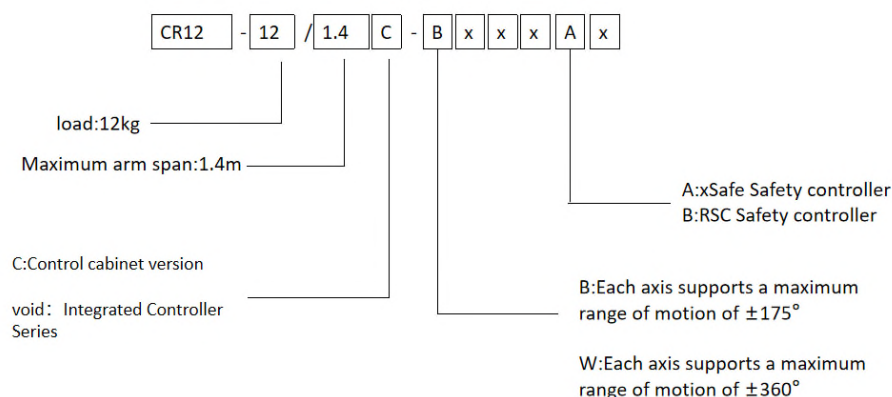 CR12 - 12 / 1.4 C - B x x x A x
load:12kg
Maximum arm span:1.4m
A:xSafe Safety controller
B:RSC Safety controller
C:Control cabinet version
void：Integrated Controller
Series
B:Each axis supports a maximum
range of motion of ±175°
W:Each axis supports a maximum
range of motion of ±360°